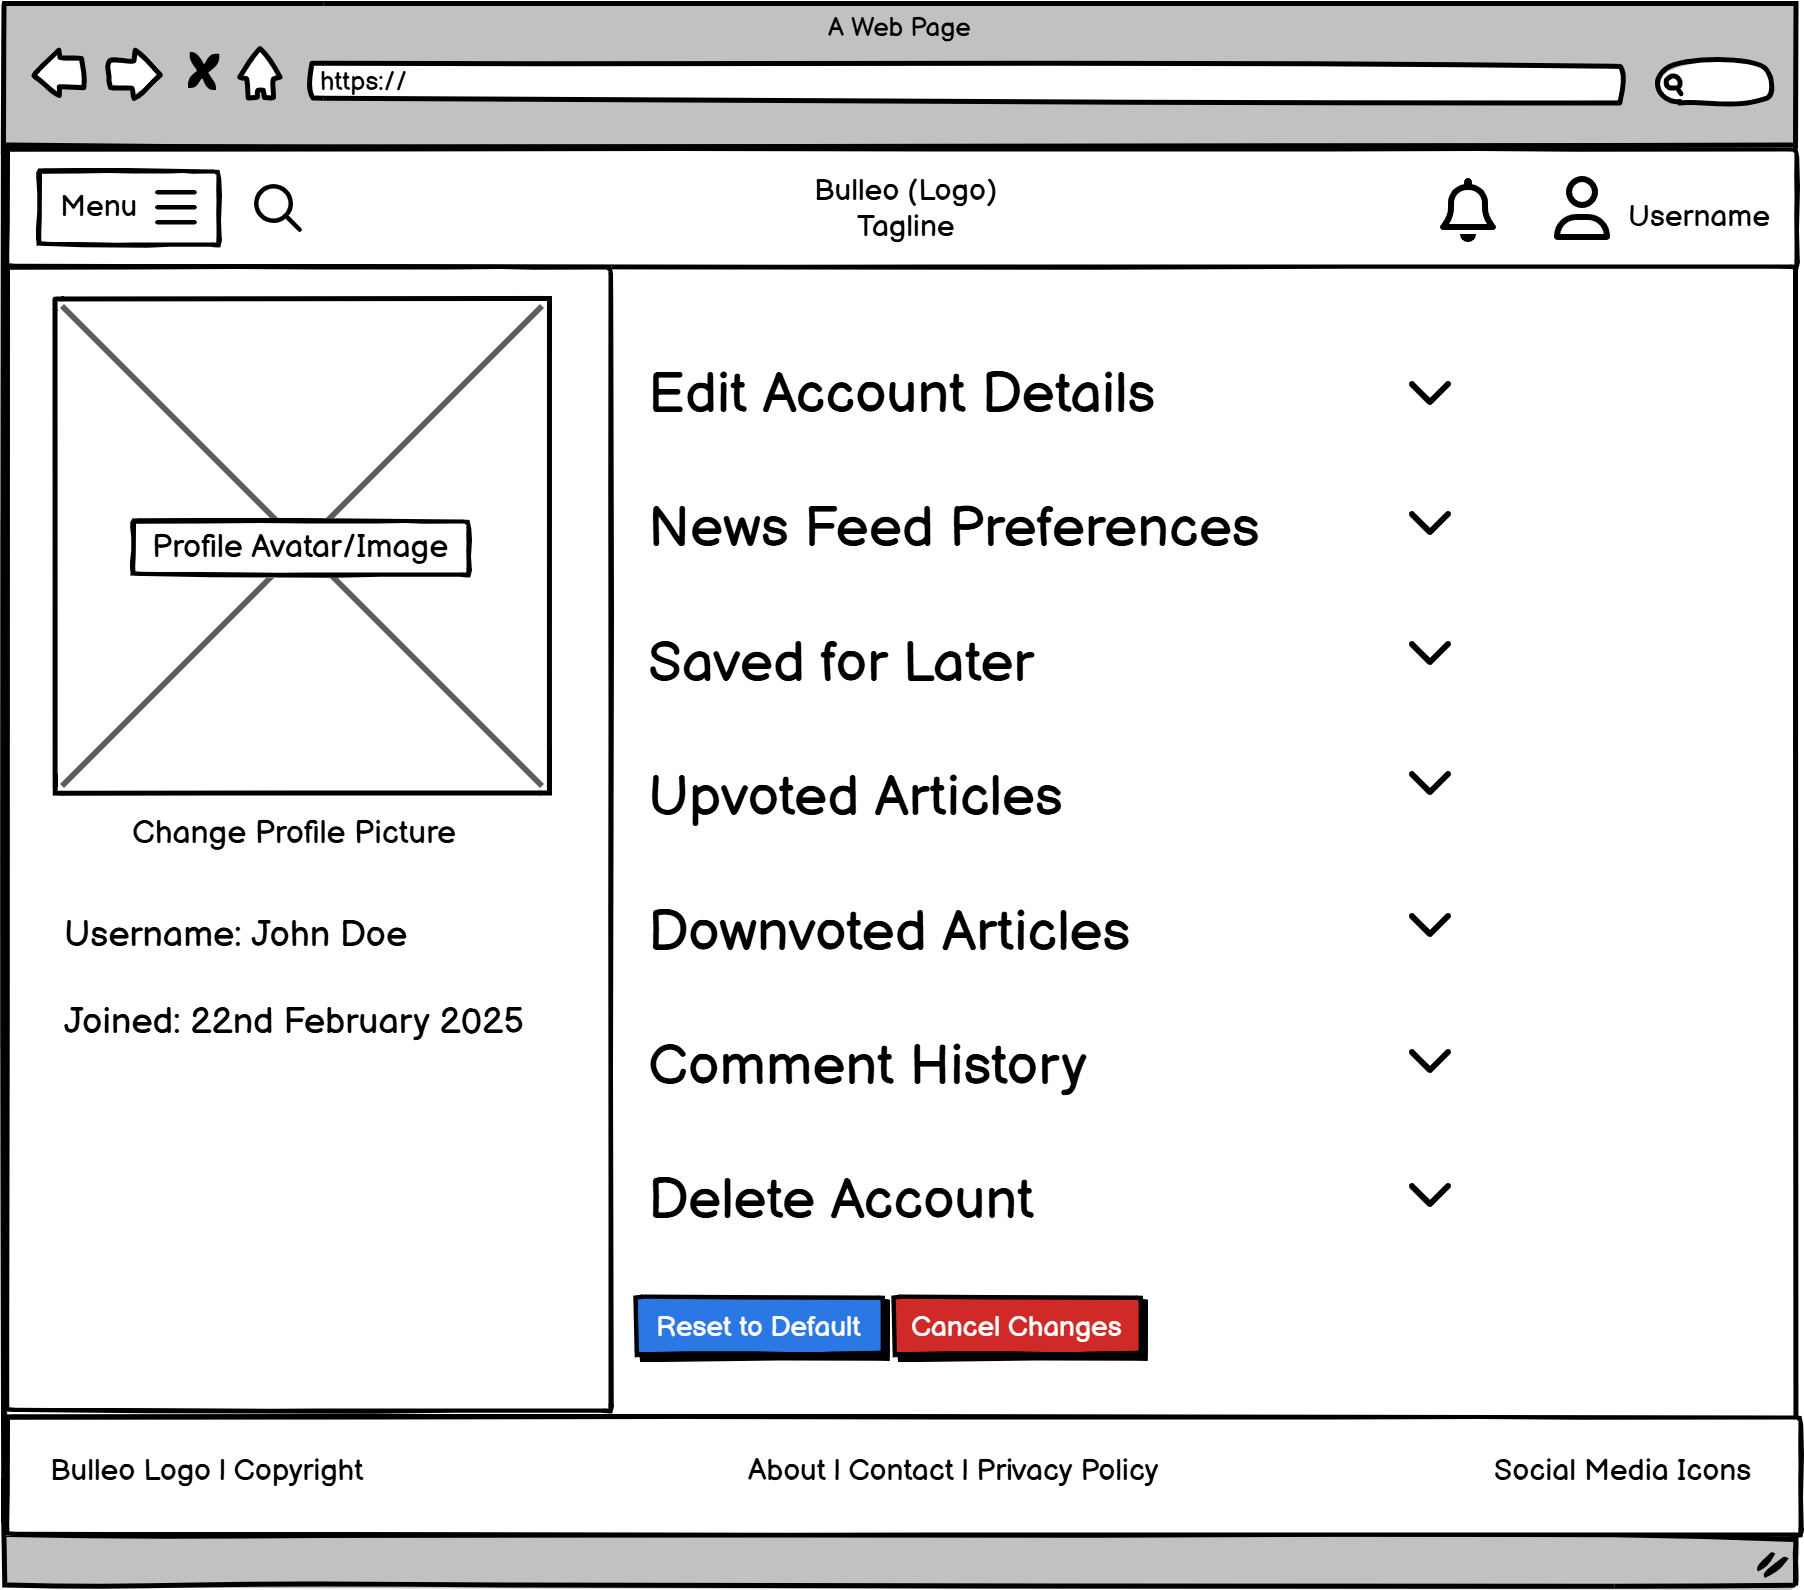 A Web Page
https://
Menu
Bulleo (Logo)
Tagline
Username
Profile Avatar/Image
Change Profile Picture
Username: John Doe
Joined: 22nd February 2025
Edit Account Details
News Feed Preferences
Saved for Later
Upvoted Articles
Downvoted Articles
Comment History
Delete Account
Reset to Default
Cancel Changes
Bulleo Logo | Copyright
About | Contact | Privacy Policy
Social Media Icons